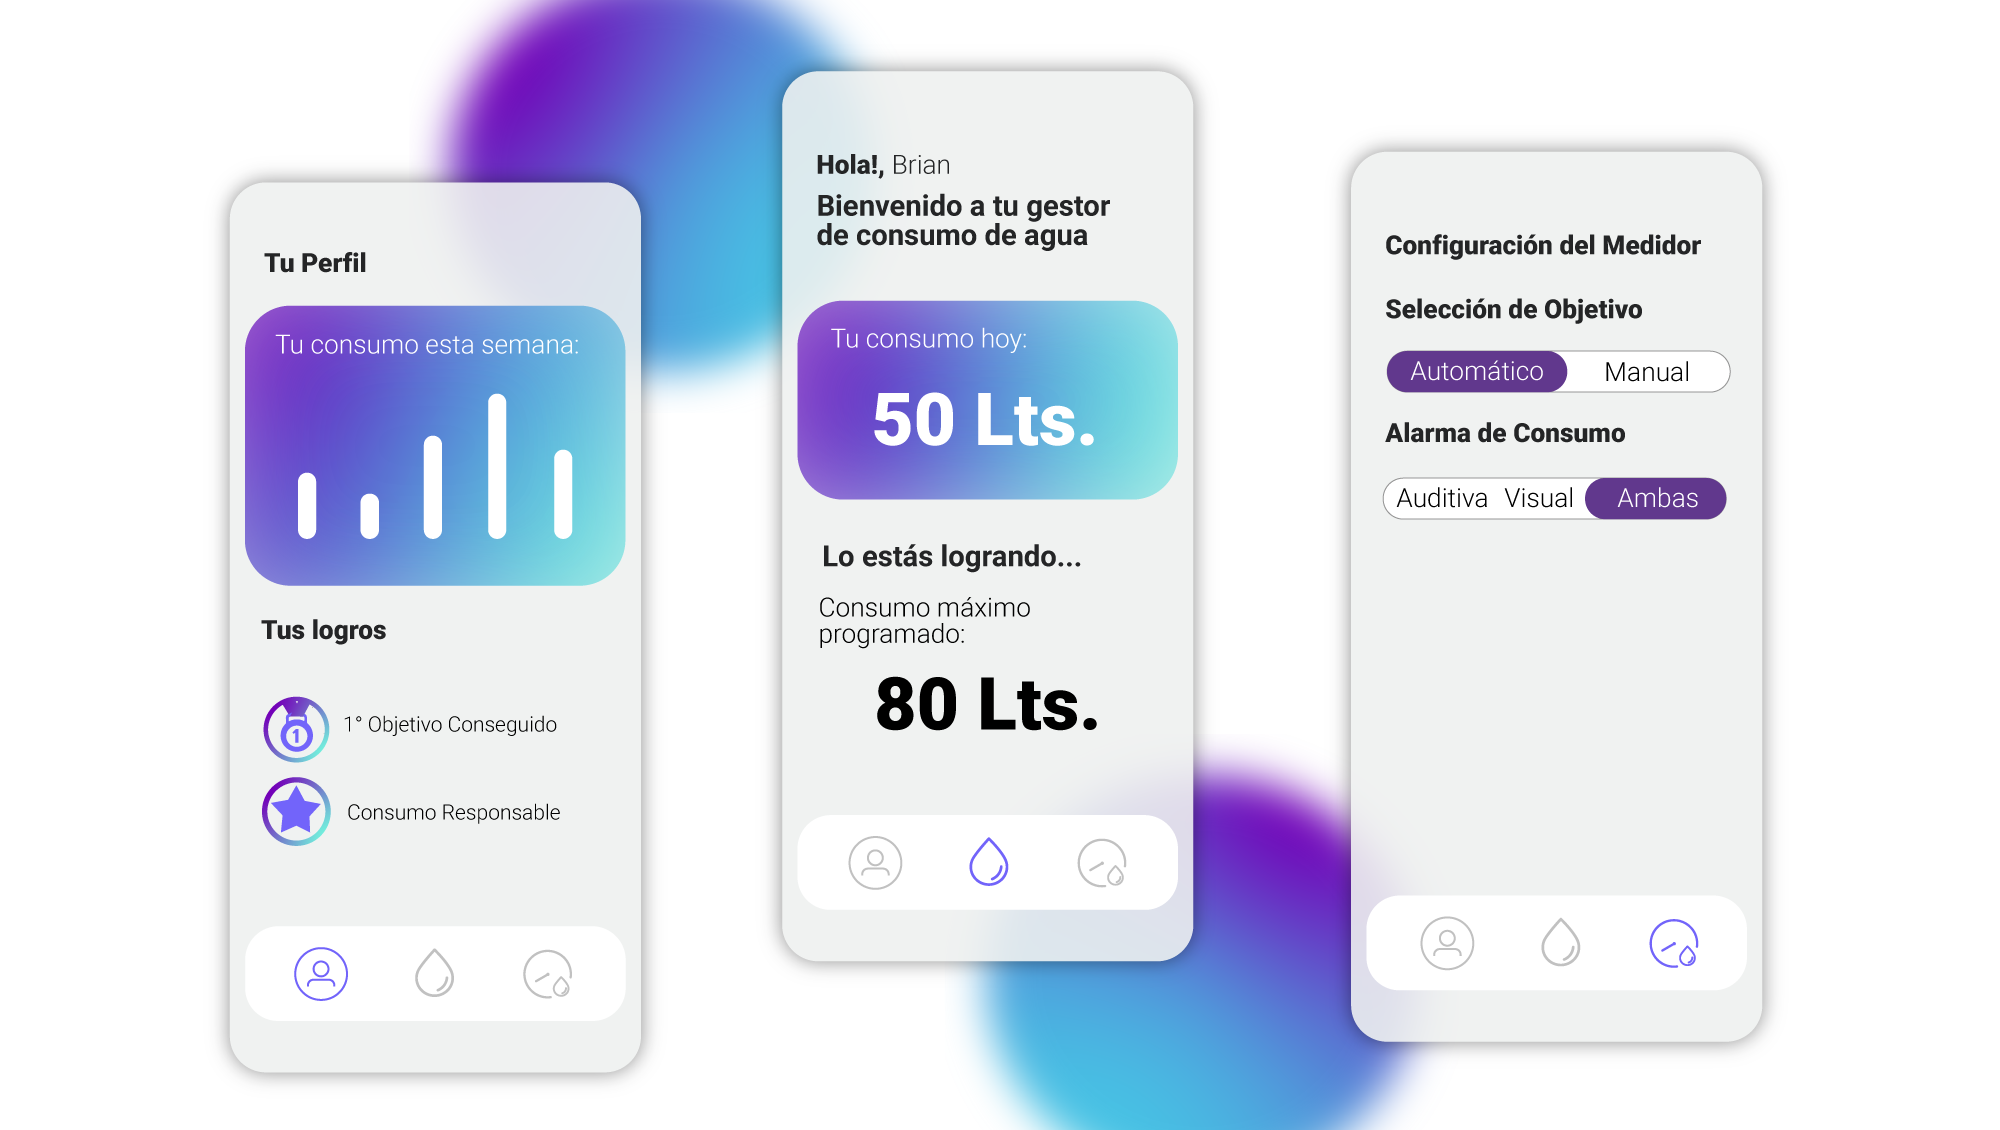 Tu Perfil
Tu consumo esta semana:
Tus logros
1
1° Objetivo Conseguido
Consumo Responsable
Hola!, Brian
Bienvenido a tu gestor
de consumo de agua
Tu consumo hoy:
50 Lts.
Lo estás logrando...
Consumo máximo
programado:
80 Lts.
Configuración del Medidor
Selección de Objetivo
Automático Manual
Alarma de Consumo
Auditiva Visual Ambas